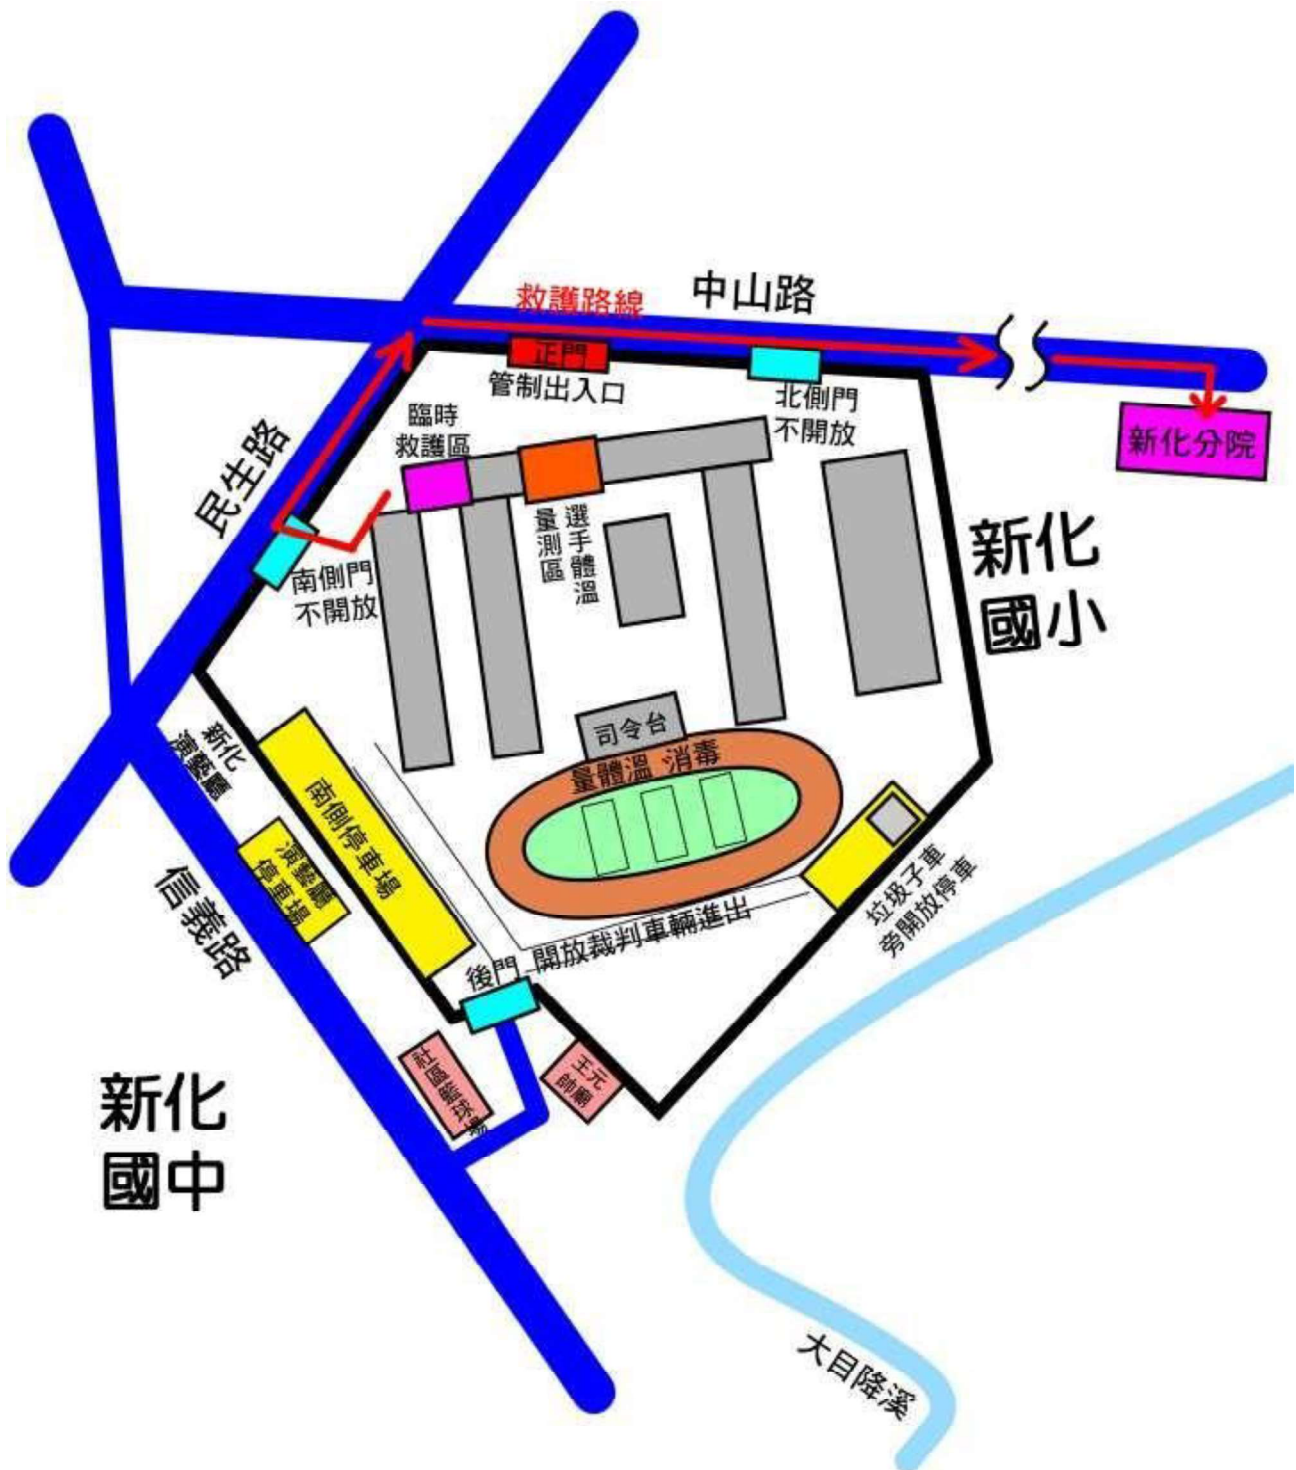 中山路
救護路線
正門
管制出入口
北側門
不開放
臨時
救護區
新化分院
民生路
選手體溫
量測區
新化
國小
南側門
不開放
司令台
量體溫 消毒
新化
演藝廳
南側停車場
演藝廳
停車場
垃圾子車
旁開放停車
信義路
開放裁判車輛進出
後門
社區籃球場
王元
帥廟
新化
國中
大目降溪